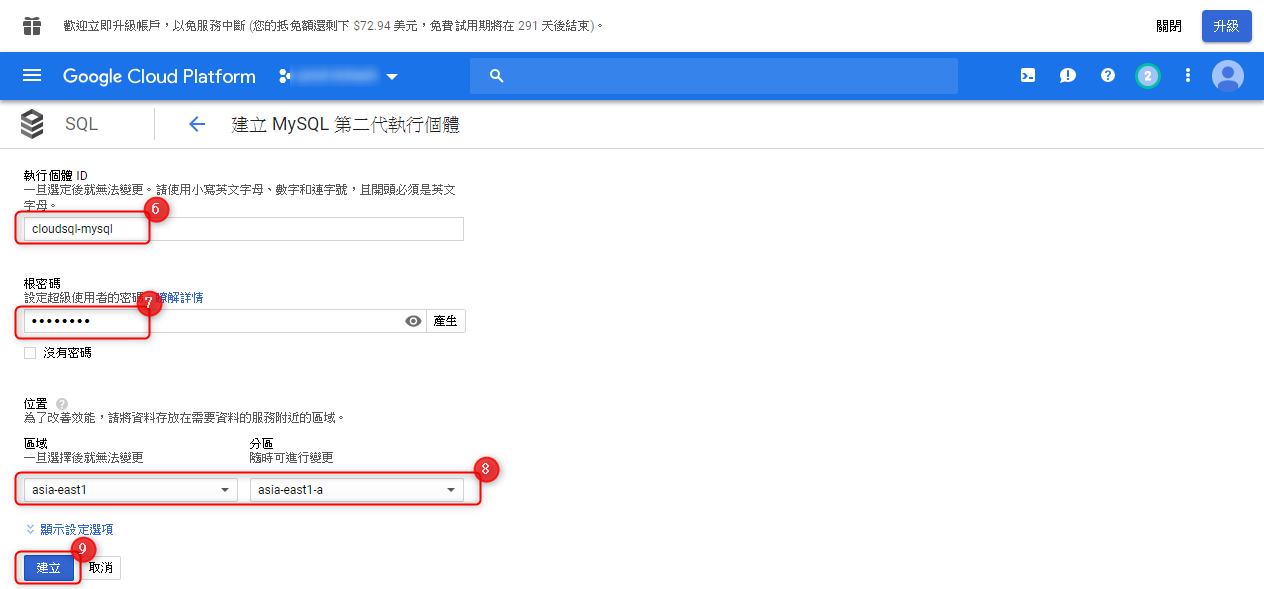 歡迎立即升級帳戶，以免服務中斷 (您的抵免額還剩下 $72.94 美元，免費試用期將在 291 天後結束)。
關閉
升級
Google Cloud Platform
2
SQL
建立 MySQL 第二代執行個體
執行個體 ID
一旦選定後就無法變更。請使用小寫英文字母、數字和連字號，且開頭必須是英文
字母。
6
cloudsql-mysql
根密碼
設定超級使用者的密碼 瞭解詳情
7
••••••••
產生
沒有密碼
位置
為了改善效能，請將資料存放在需要資料的服務附近的區域。
區域 分區
一旦選擇後就無法變更 隨時可進行變更
8
asia-east1 asia-east1-a
顯示設定選項
9
建立 取消